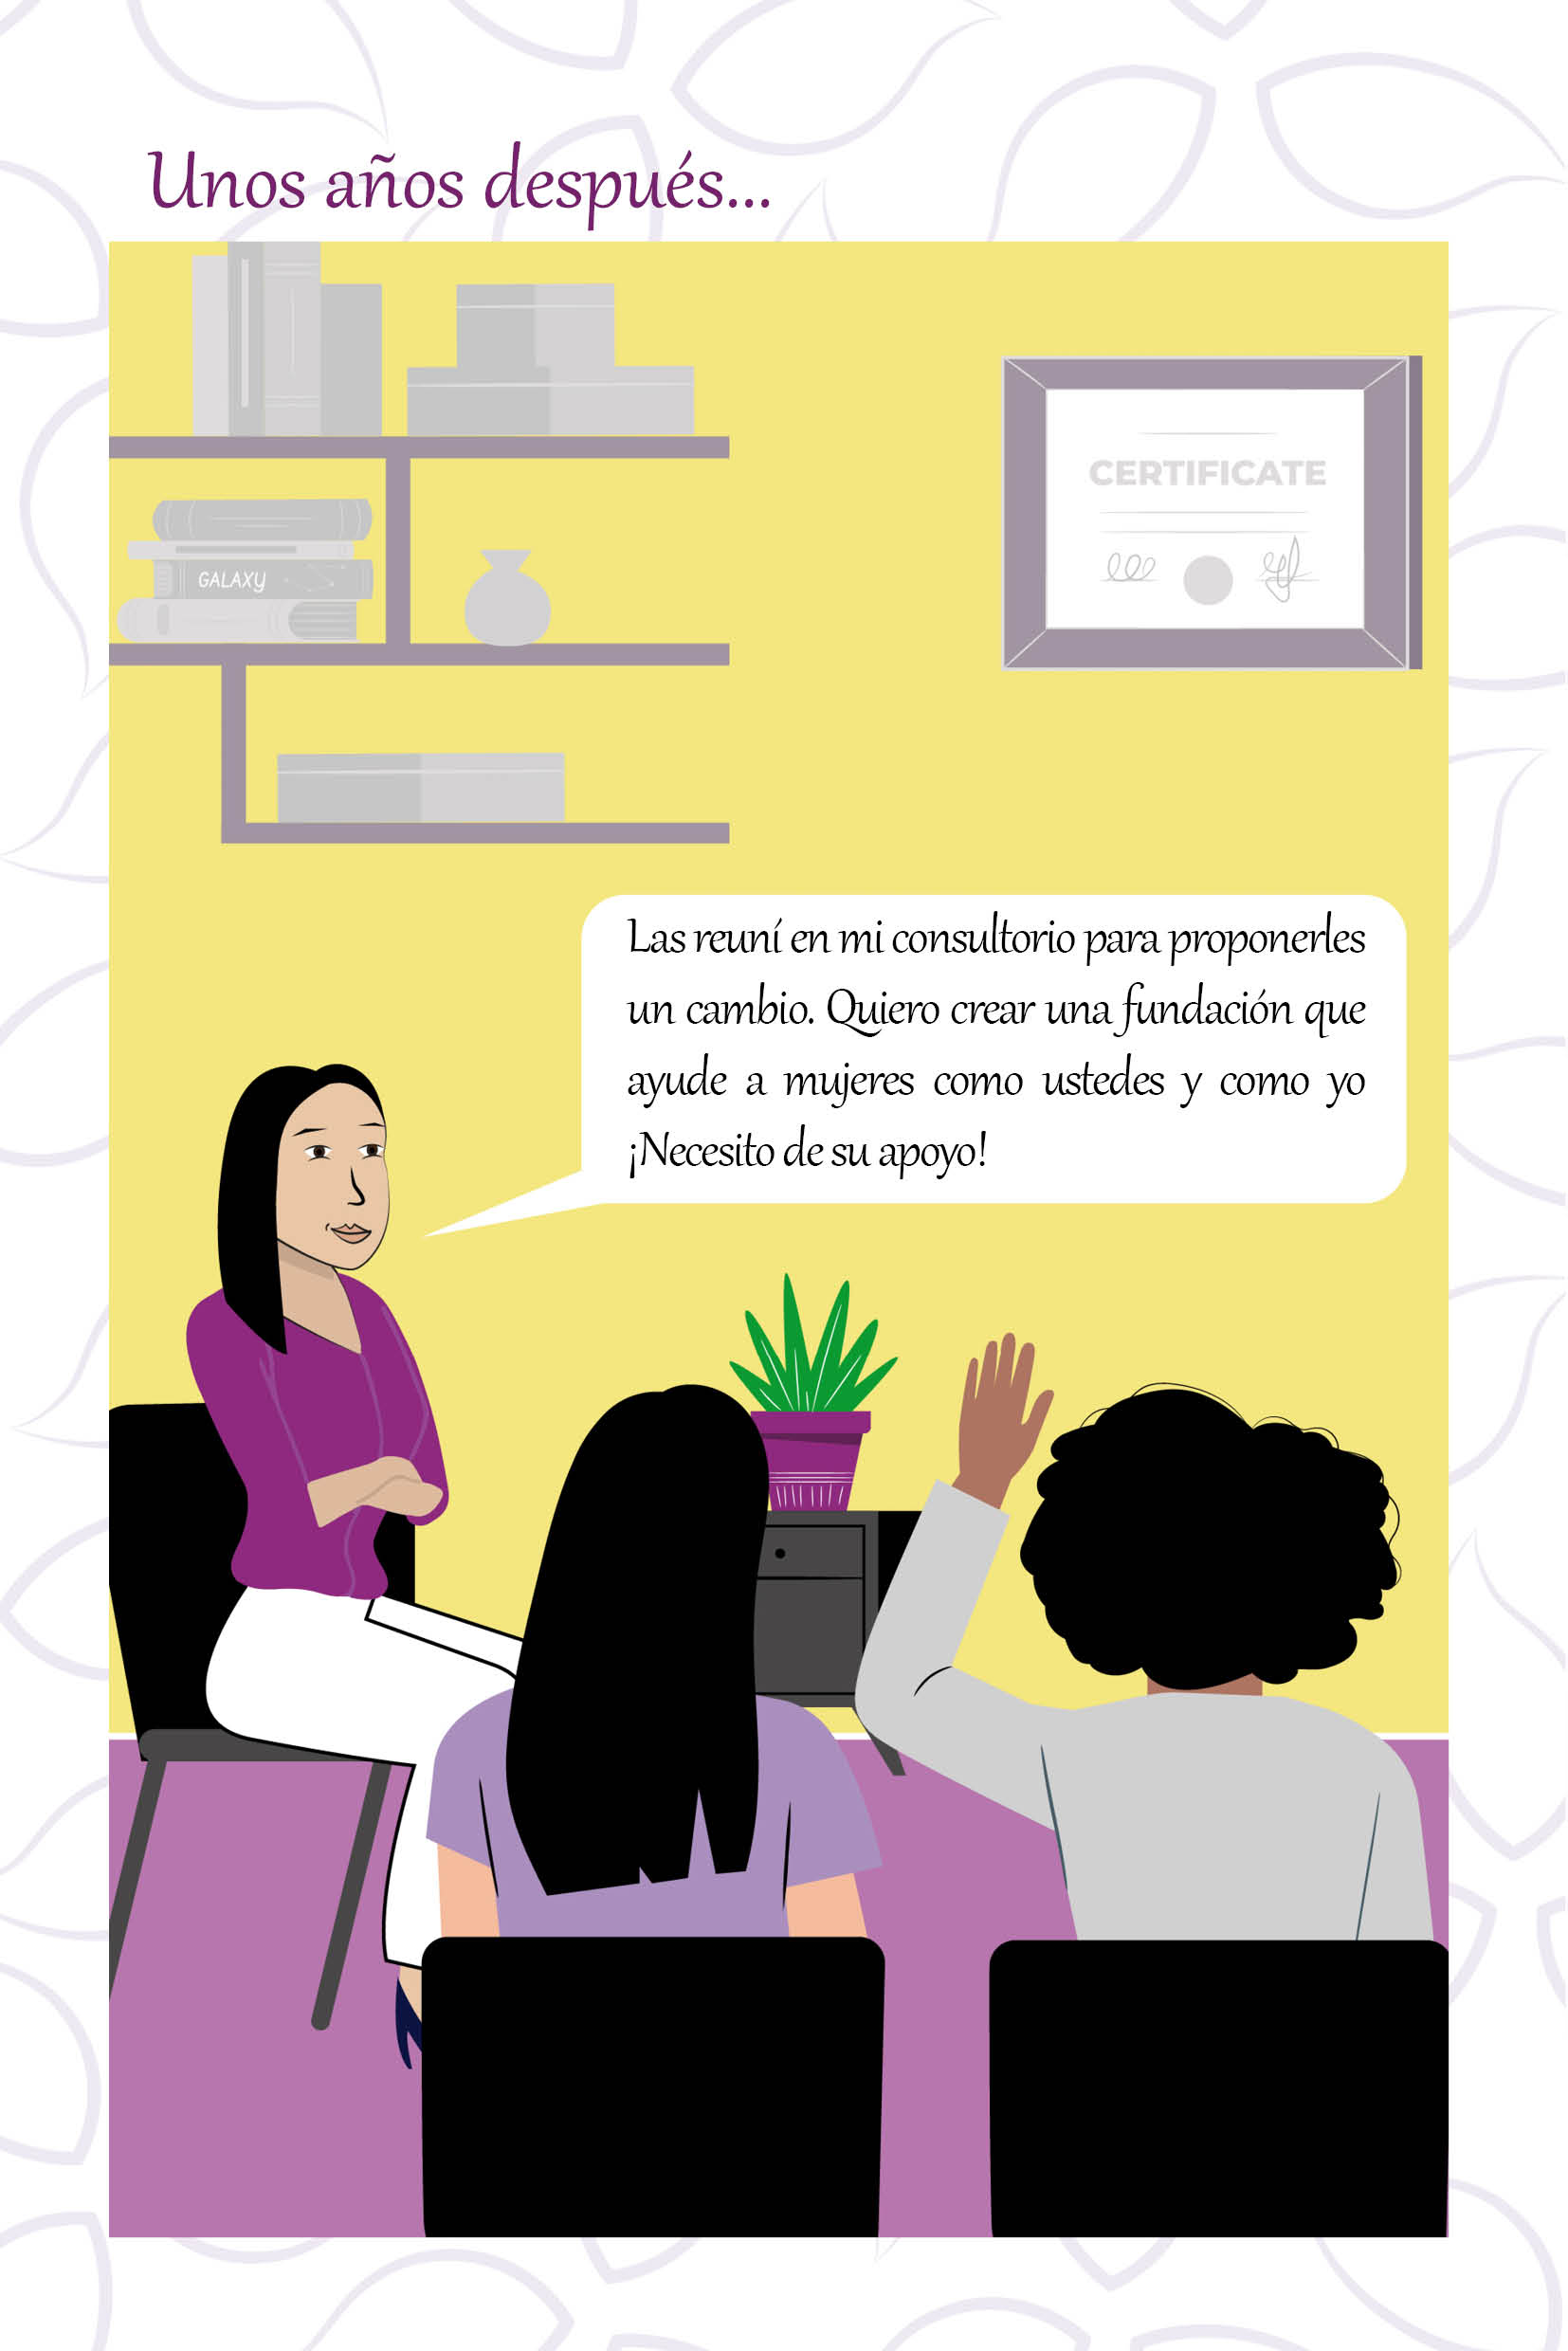 Unos años después...
CERTIFICATE
GALAXY
Las reuní en mi consultorio para proponerles
un cambio. Quiero crear una fundación que
ayude a mujeres como ustedes y como yo
¡Necesito de su apoyo!